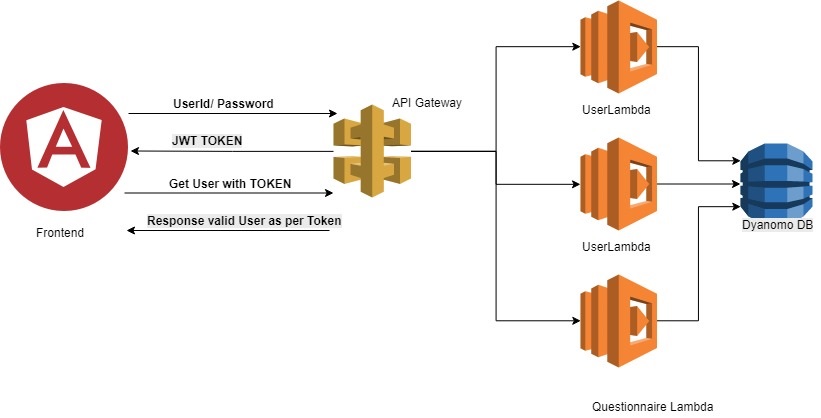 UserId/ Password
API Gateway
JWT TOKEN
Get User with TOKEN
Response valid User as per Token
Frontend
UserLambda
UserLambda
Dyanomo DB
Questionnaire Lambda